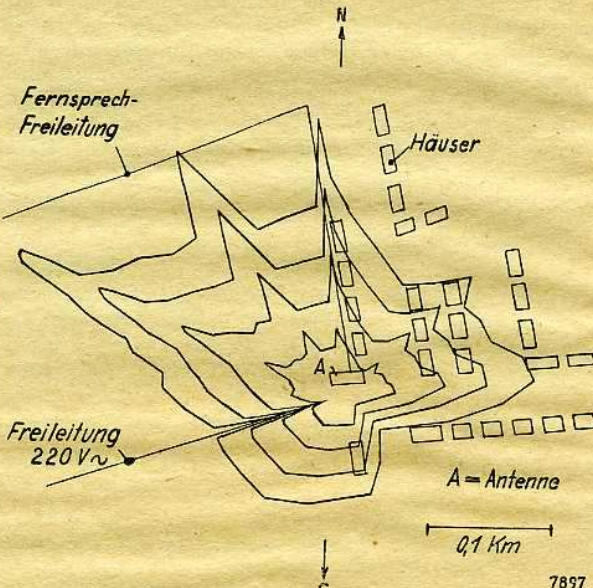 N
Fernsprech-
Freileitung
Häuser
A
Freileitung
220 V~
A = Antenne
0,1 Km
7897